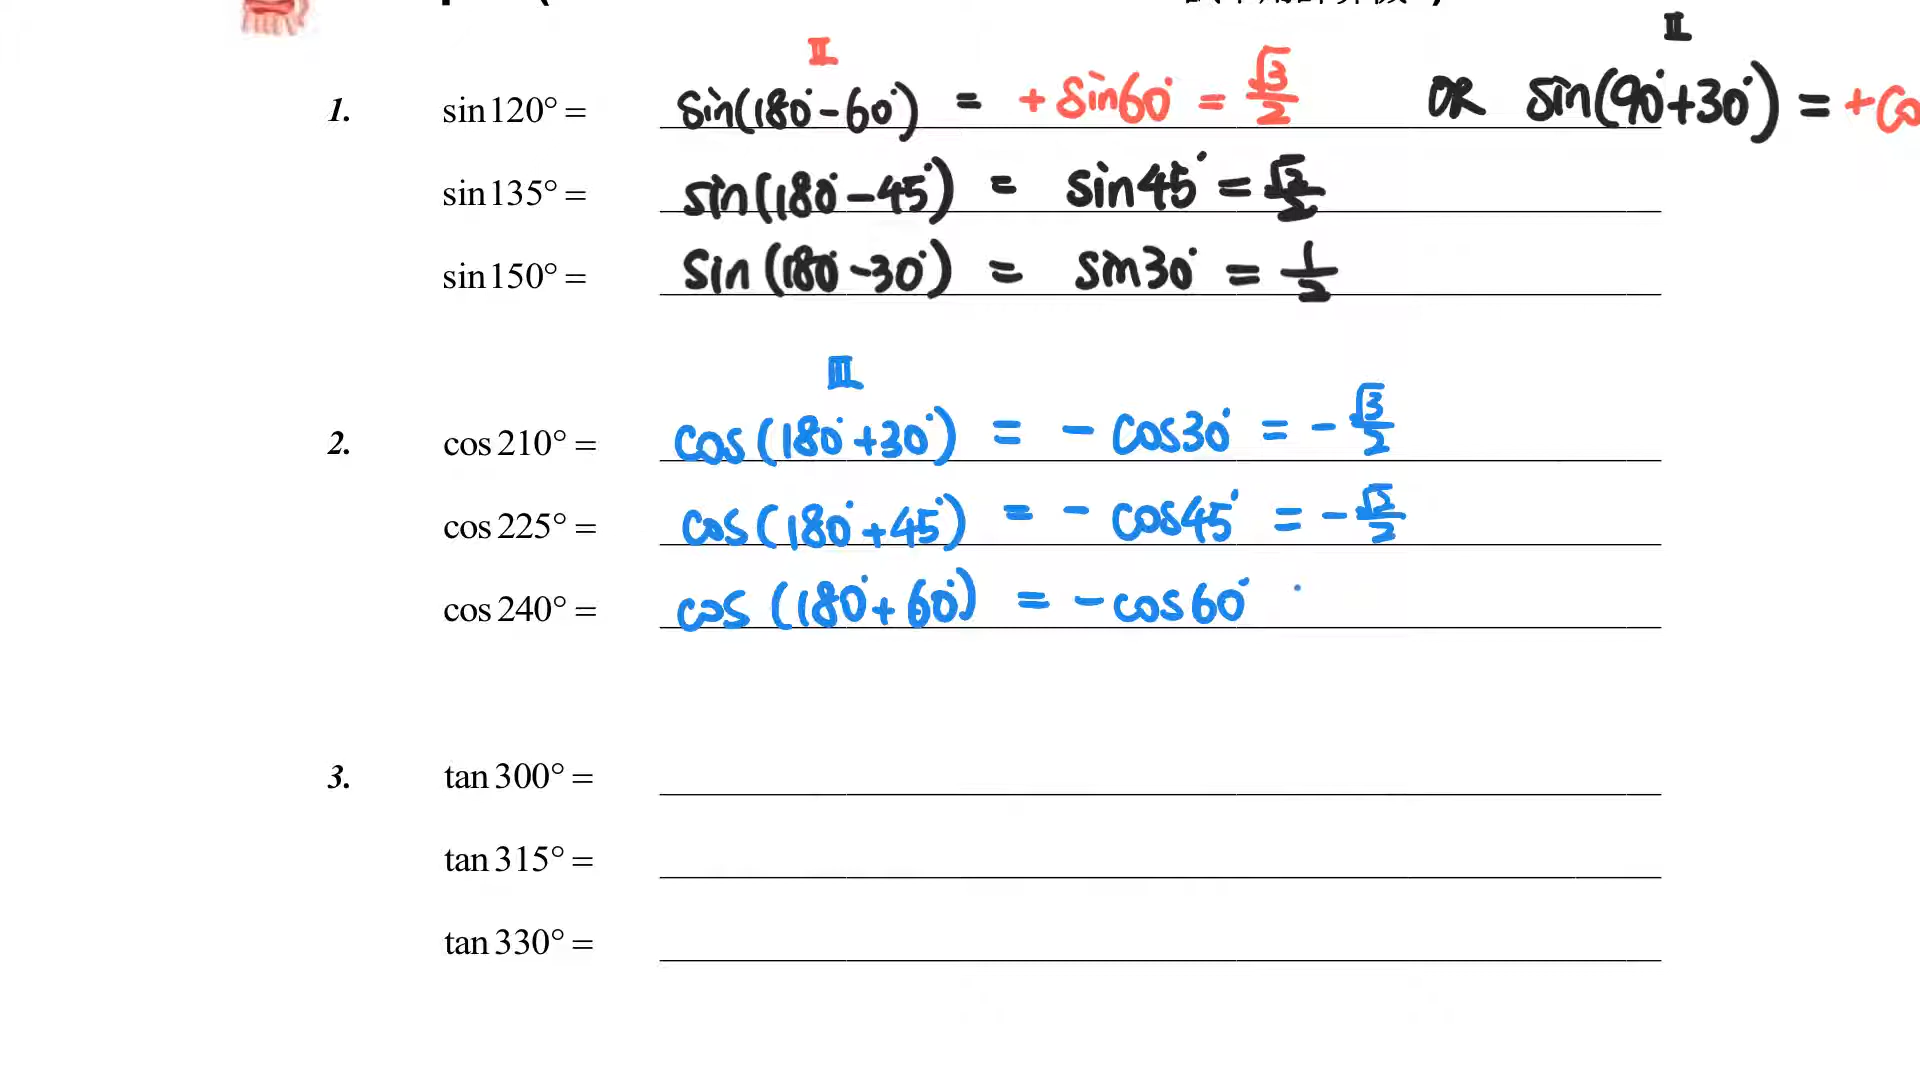 II II
1. sin120° = sin(180°-60°) = +sin60° = √3/2 OR sin(90°+30°) = +co
sin135° = sin(180°-45°) = sin45° = √2/2
sin150° = sin(180°-30°) = sin30° = 1/2
III
2. cos210° = cos(180°+30°) = -cos30° = -√3/2
cos225° = cos(180°+45°) = -cos45° = -√2/2
cos240° = cos(180°+60°) = -cos60°
3. tan300° =
tan315° =
tan330° =